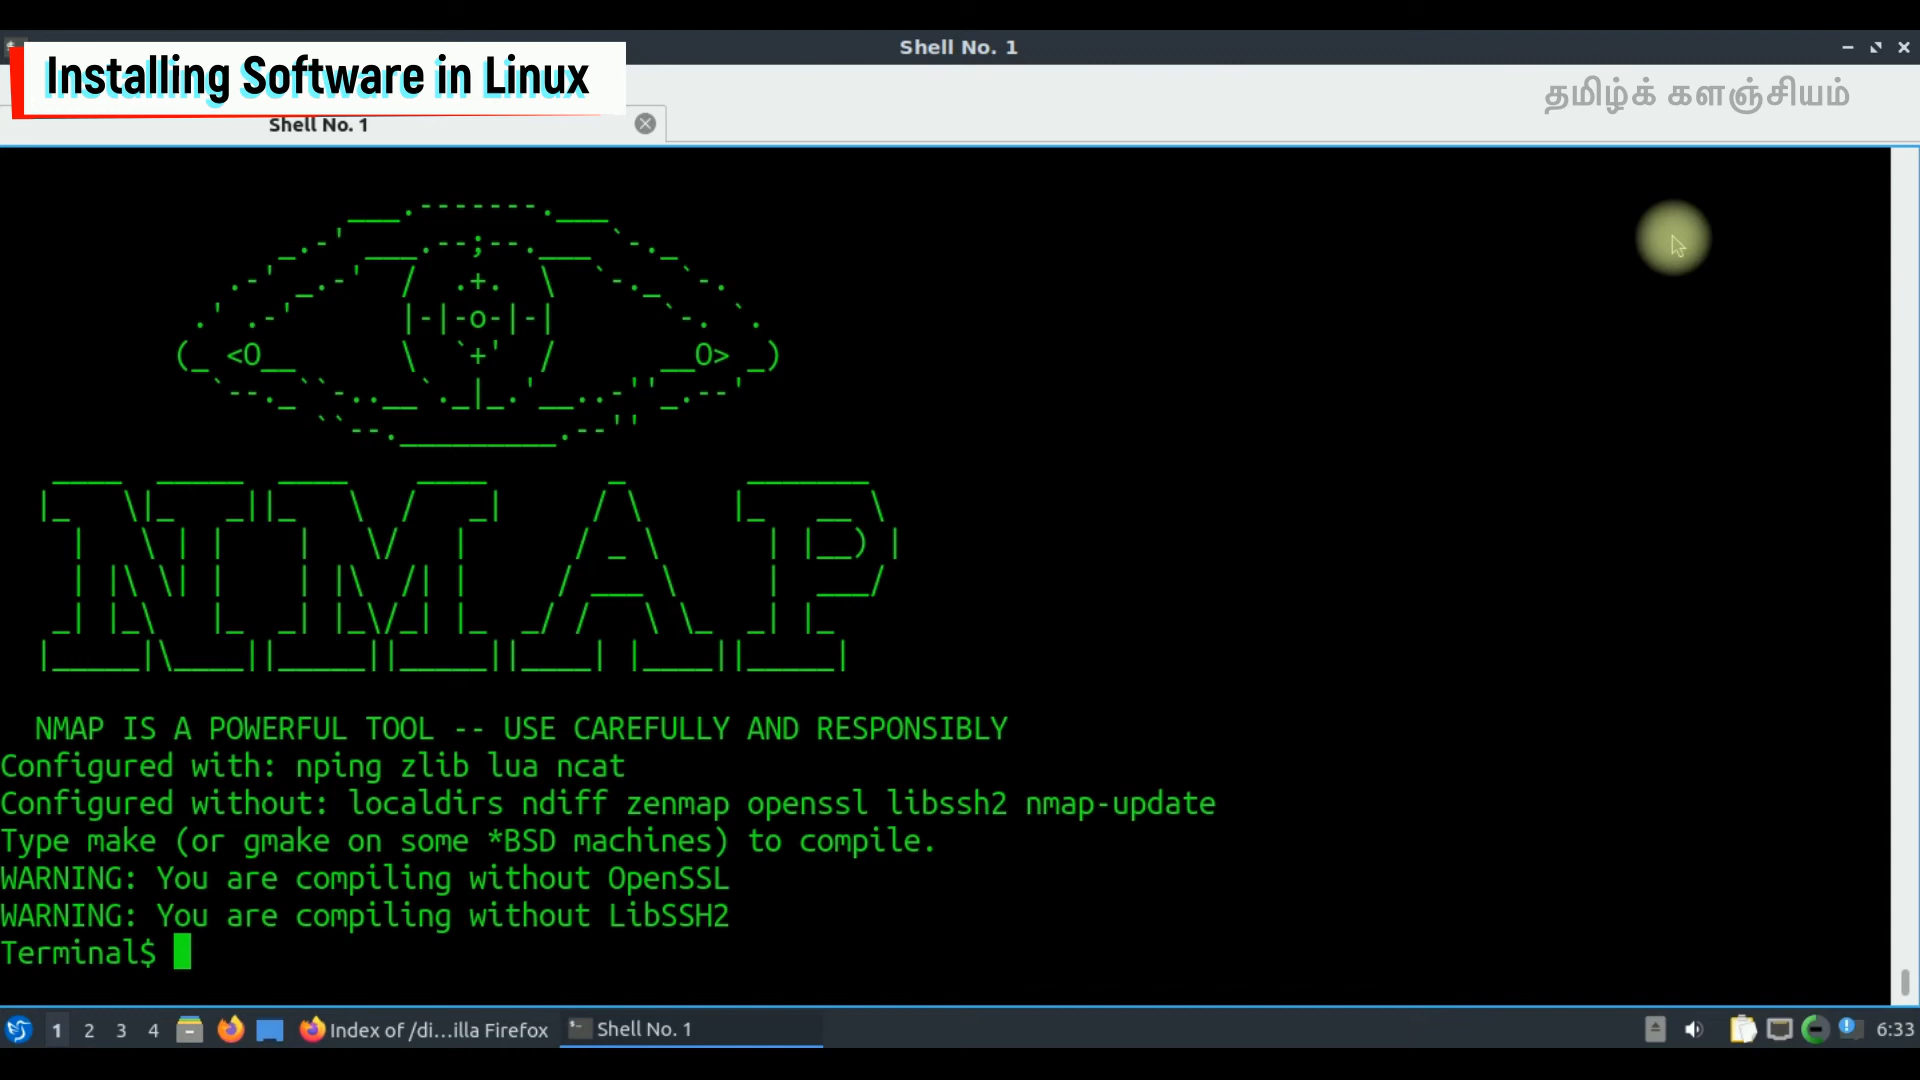 Shell No. 1
Installing Software in Linux
தமிழ்க் களஞ்சியம்
Shell No. 1
NMAP
NMAP IS A POWERFUL TOOL -- USE CAREFULLY AND RESPONSIBLY
Configured with: nping zlib lua ncat
Configured without: localdirs ndiff zenmap openssl libssh2 nmap-update
Type make (or gmake on some *BSD machines) to compile.
WARNING: You are compiling without OpenSSL
WARNING: You are compiling without LibSSH2
Terminal$
1 2 3 4 Index of /di...illa Firefox Shell No. 1 6:33